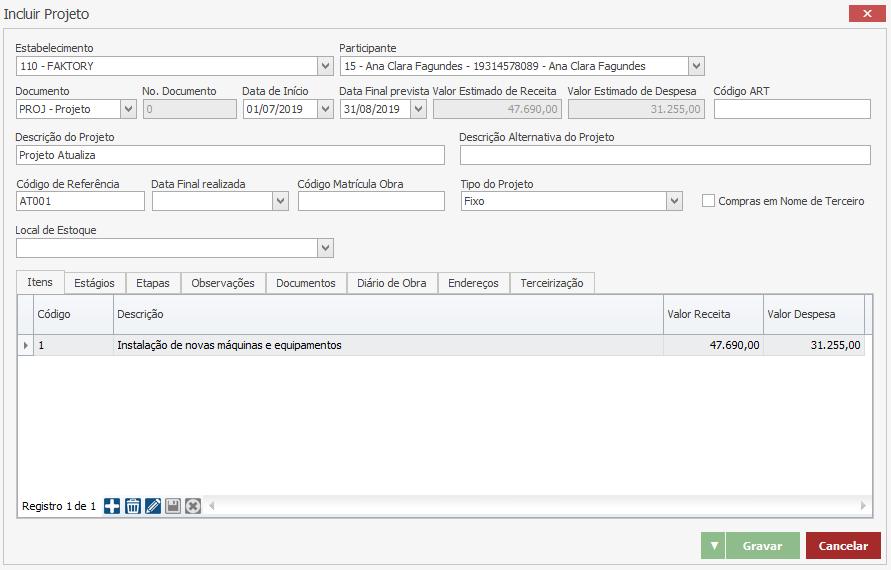 Incluir Projeto
Estabelecimento Participante
110 - FAKTORY 15 - Ana Clara Fagundes - 19314578089 - Ana Clara Fagundes
Documento No. Documento Data de Início Data Final prevista Valor Estimado de Receita Valor Estimado de Despesa Código ART
PROJ - Projeto 0 01/07/2019 31/08/2019 47.690,00 31.255,00
Descrição do Projeto Descrição Alternativa do Projeto
Projeto Atualiza
Código de Referência Data Final realizada Código Matrícula Obra Tipo do Projeto
AT001 Fixo Compras em Nome de Terceiro
Local de Estoque
Itens Estágios Etapas Observações Documentos Diário de Obra Endereços Terceirização
Código Descrição Valor Receita Valor Despesa
1 Instalação de novas máquinas e equipamentos 47.690,00 31.255,00
Registro 1 de 1
Gravar Cancelar